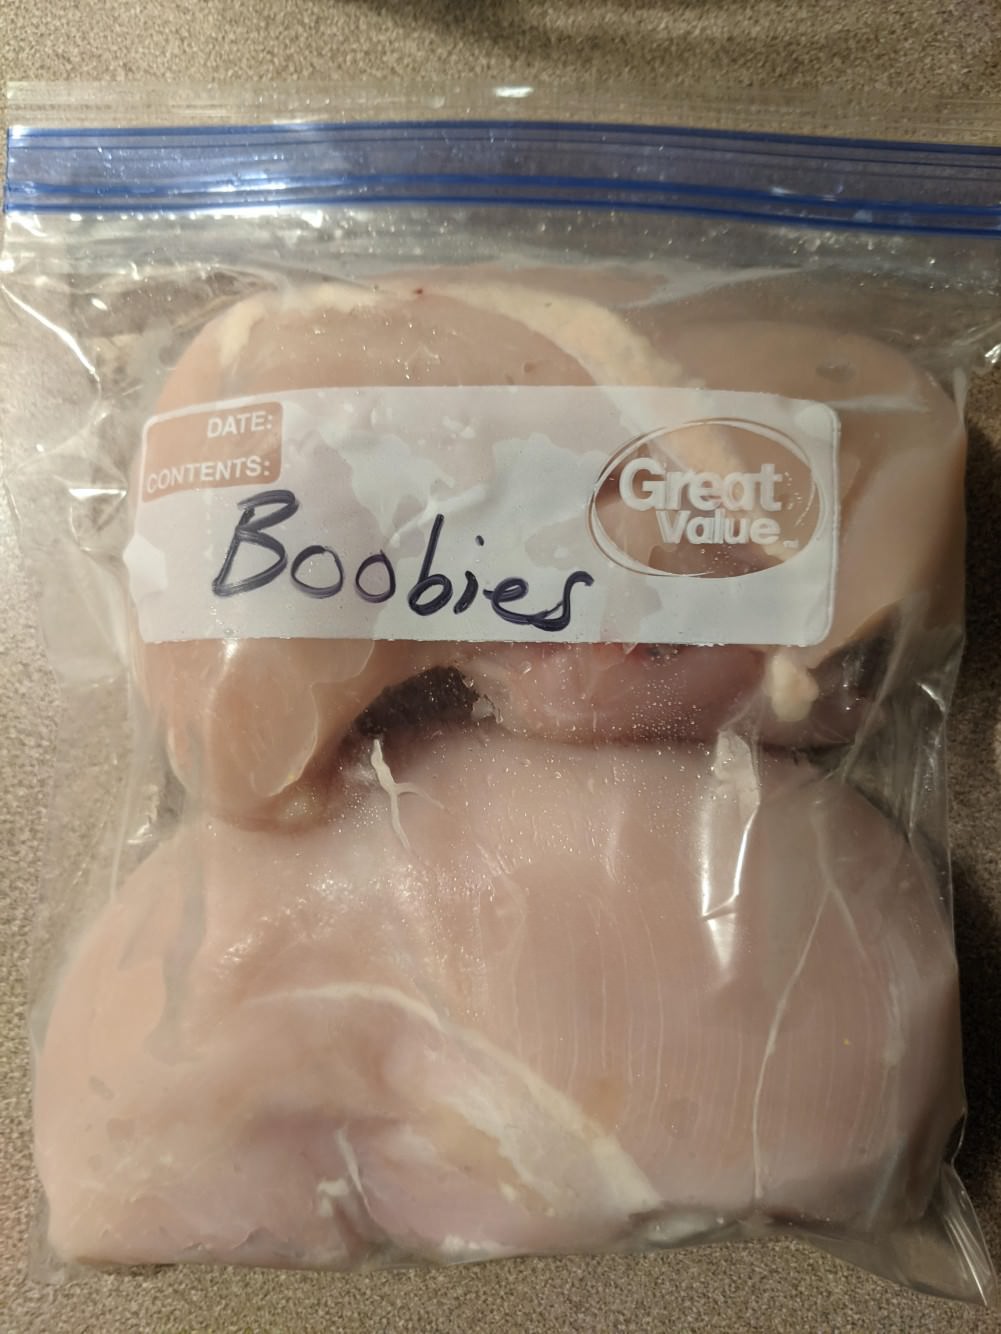 DATE:
CONTENTS:
Great
Value
Boobies